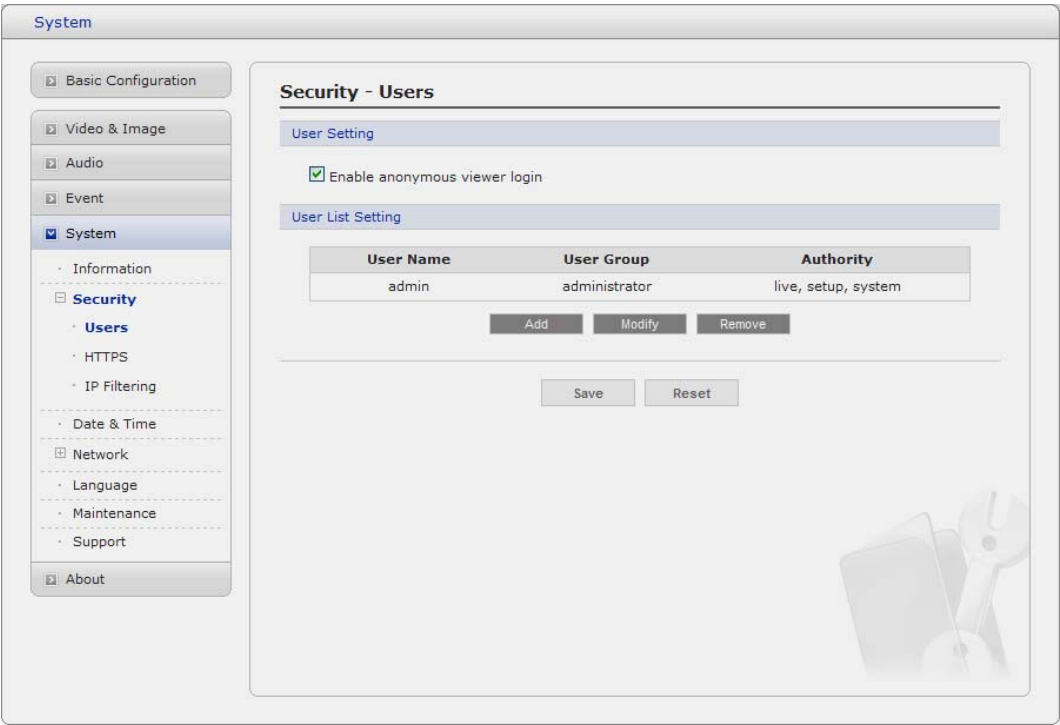 System
Basic Configuration
Video & Image
Audio
Event
System
Information
Security
Users
HTTPS
IP Filtering
Date & Time
Network
Language
Maintenance
Support
About
Security - Users
User Setting
Enable anonymous viewer login
User List Setting
User Name User Group Authority
admin administrator live, setup, system
Add Modify Remove
Save Reset